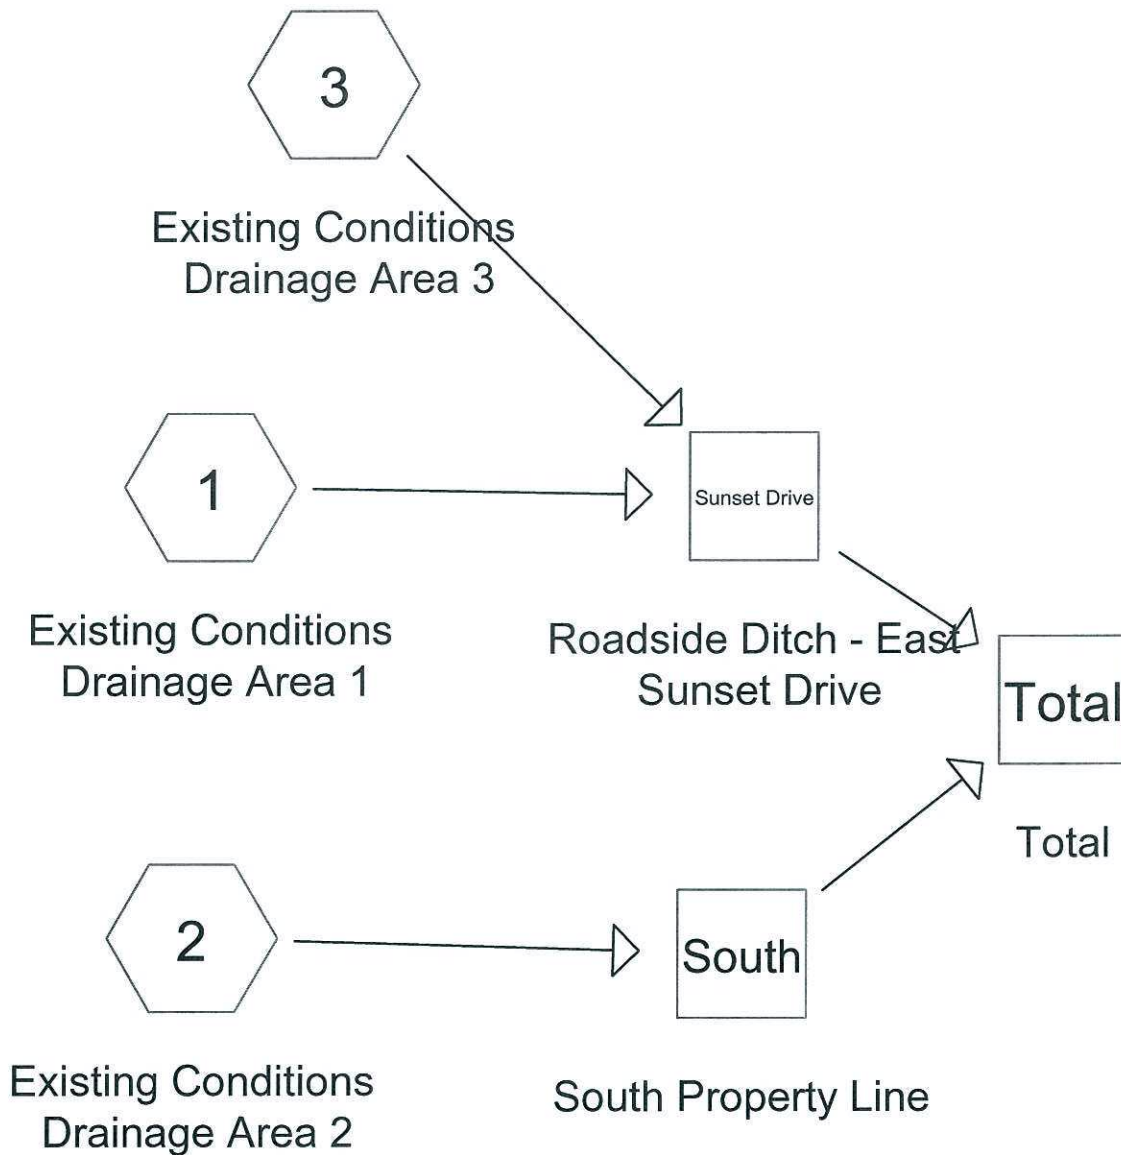 3
Existing Conditions
Drainage Area 3
1
Sunset Drive
Existing Conditions
Drainage Area 1
Roadside Ditch - East
Sunset Drive
Total
Total
2
South
Existing Conditions
Drainage Area 2
South Property Line